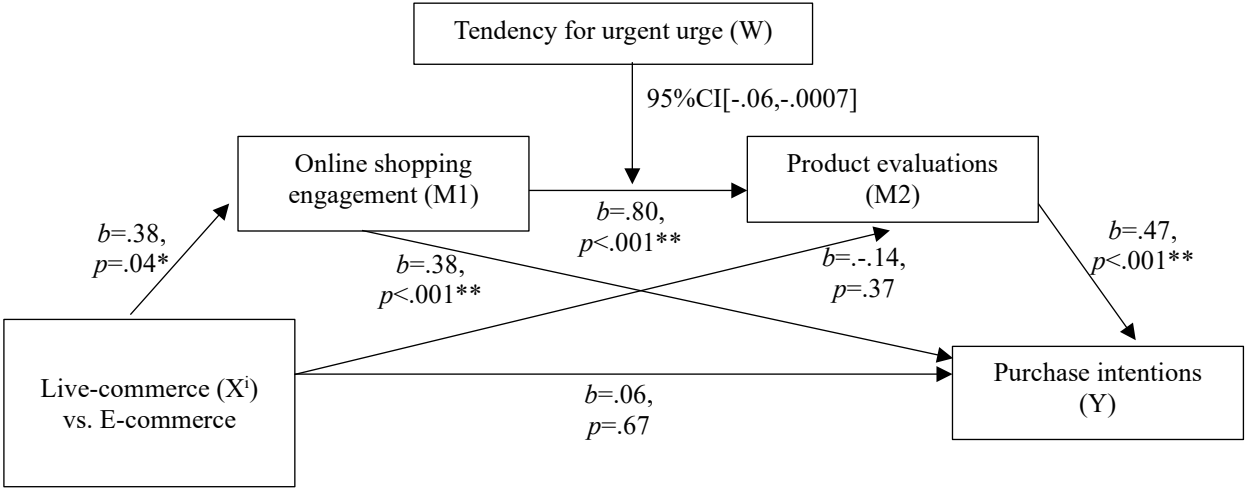 Tendency for urgent urge (W)
95%CI[-.06,-.0007]
Online shopping
engagement (M1)
Product evaluations
(M2)
b=.80,
p<.001**
b=.38,
p=.04*
b=.38,
p<.001**
b=.-.14,
p=.37
b=.47,
p<.001**
Live-commerce (Xⁱ)
vs. E-commerce
b=.06,
p=.67
Purchase intentions
(Y)